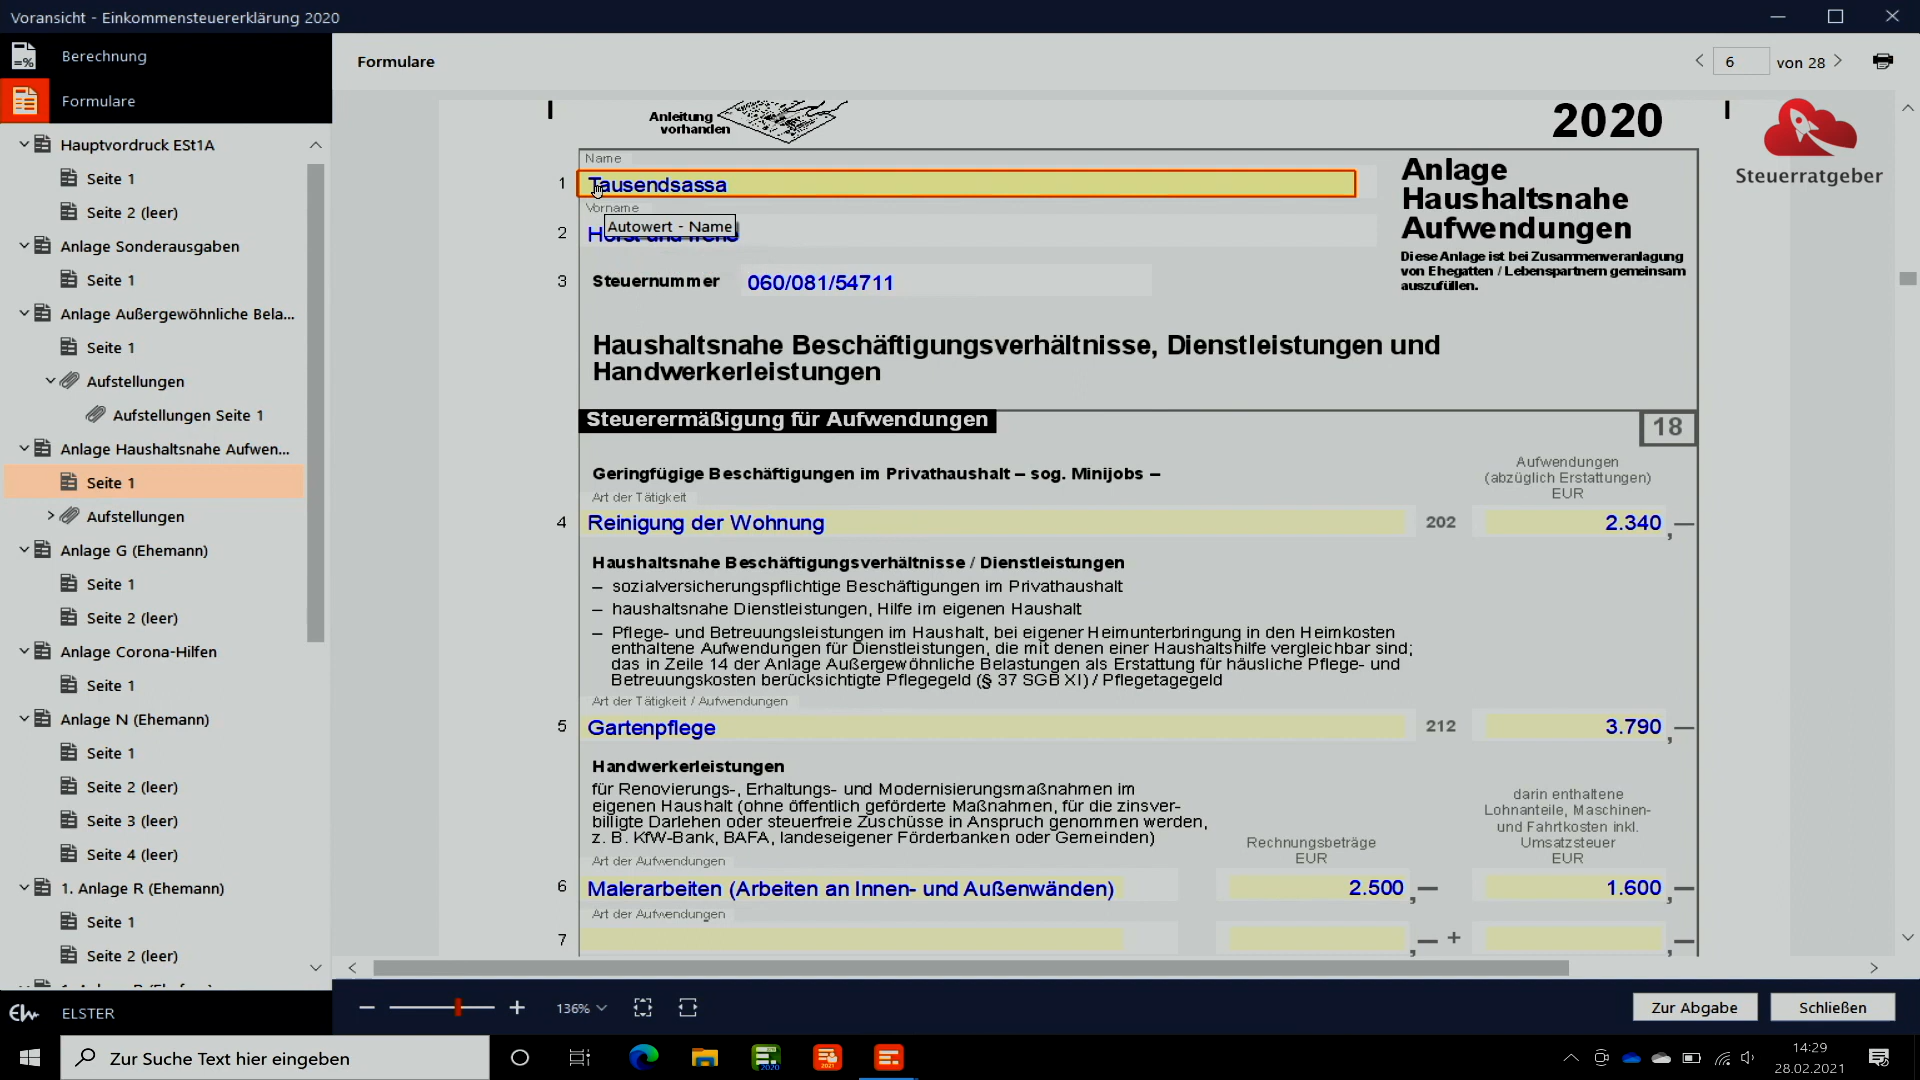 Voransicht - Einkommensteuererklärung 2020
Berechnung
Formulare
Hauptvordruck ESt1A
Seite 1
Seite 2 (leer)
Anlage Sonderausgaben
Seite 1
Anlage Außergewöhnliche Bela...
Seite 1
Aufstellungen
Aufstellungen Seite 1
Anlage Haushaltsnahe Aufwen...
Seite 1
Aufstellungen
Anlage G (Ehemann)
Seite 1
Seite 2 (leer)
Anlage Corona-Hilfen
Seite 1
Anlage N (Ehemann)
Seite 1
Seite 2 (leer)
Seite 3 (leer)
Seite 4 (leer)
1. Anlage R (Ehemann)
Seite 1
Seite 2 (leer)
ELSTER
Formulare
6 von 28
Steuerratgeber
Anleitung
vorhanden
2020
Name
1 Tausendsassa
Vorname
2
Autowert - Name
3 Steuernummer 060/081/54711
Anlage
Haushaltsnahe
Aufwendungen
Diese Anlage ist bei Zusammenveranlagung
von Ehegatten / Lebenspartnern gemeinsam
auszufüllen.
Haushaltsnahe Beschäftigungsverhältnisse, Dienstleistungen und
Handwerkerleistungen
Steuerermäßigung für Aufwendungen
18
Geringfügige Beschäftigungen im Privathaushalt – sog. Minijobs –
Aufwendungen
(abzüglich Erstattungen)
EUR
Art der Tätigkeit
4 Reinigung der Wohnung 202 2.340 ,—
Haushaltsnahe Beschäftigungsverhältnisse / Dienstleistungen
– sozialversicherungspflichtige Beschäftigungen im Privathaushalt
– haushaltsnahe Dienstleistungen, Hilfe im eigenen Haushalt
– Pflege- und Betreuungsleistungen im Haushalt, bei eigener Heimunterbringung in den Heimkosten
enthaltene Aufwendungen für Dienstleistungen, die mit denen einer Haushaltshilfe vergleichbar sind;
das in Zeile 14 der Anlage Außergewöhnliche Belastungen als Erstattung für häusliche Pflege- und
Betreuungskosten berücksichtigte Pflegegeld (§ 37 SGB XI) / Pflegetagegeld
Art der Tätigkeit / Aufwendungen
5 Gartenpflege 212 3.790 ,—
Handwerkerleistungen
für Renovierungs-, Erhaltungs- und Modernisierungsmaßnahmen im
eigenen Haushalt (ohne öffentlich geförderte Maßnahmen, für die zinsver-
billigte Darlehen oder steuerfreie Zuschüsse in Anspruch genommen werden,
z. B. KfW-Bank, BAFA, landeseigener Förderbanken oder Gemeinden)
Rechnungsbeträge
EUR
darin enthaltene
Lohnanteile, Maschinen-
und Fahrtkosten inkl.
Umsatzsteuer
EUR
Art der Aufwendungen
6 Malerarbeiten (Arbeiten an Innen- und Außenwänden) 2.500 ,— 1.600 ,—
Art der Aufwendungen
7 ,— + ,—
136%
Zur Abgabe
Schließen
Zur Suche Text hier eingeben
2020
2021
14:29
28.02.2021